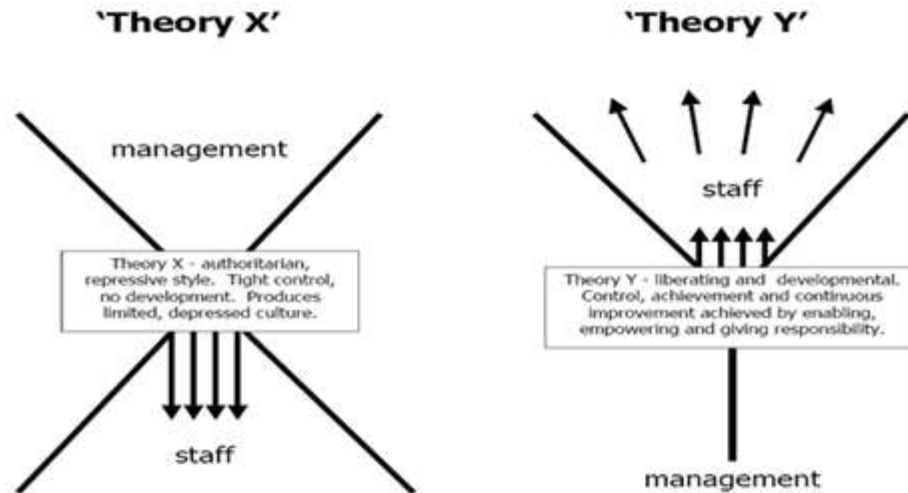 'Theory X'
management
Theory X - authoritarian,
repressive style. Tight control,
no development. Produces
limited, depressed culture.
staff
'Theory Y'
staff
Theory Y - liberating and developmental.
Control, achievement and continuous
improvement achieved by enabling,
empowering and giving responsibility.
management